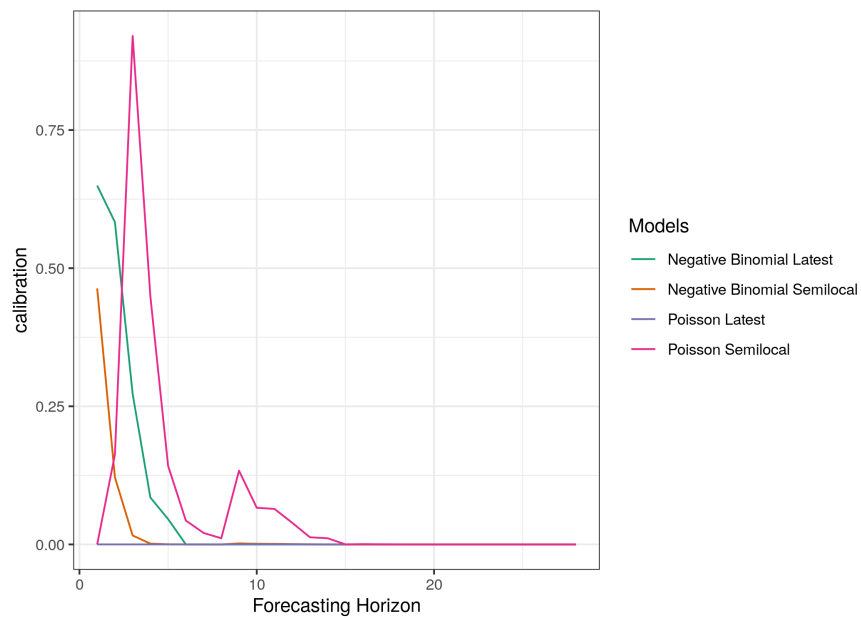 0.75
0.50
0.25
0.00
calibration
0
10
20
Forecasting Horizon
Models
Negative Binomial Latest
Negative Binomial Semilocal
Poisson Latest
Poisson Semilocal